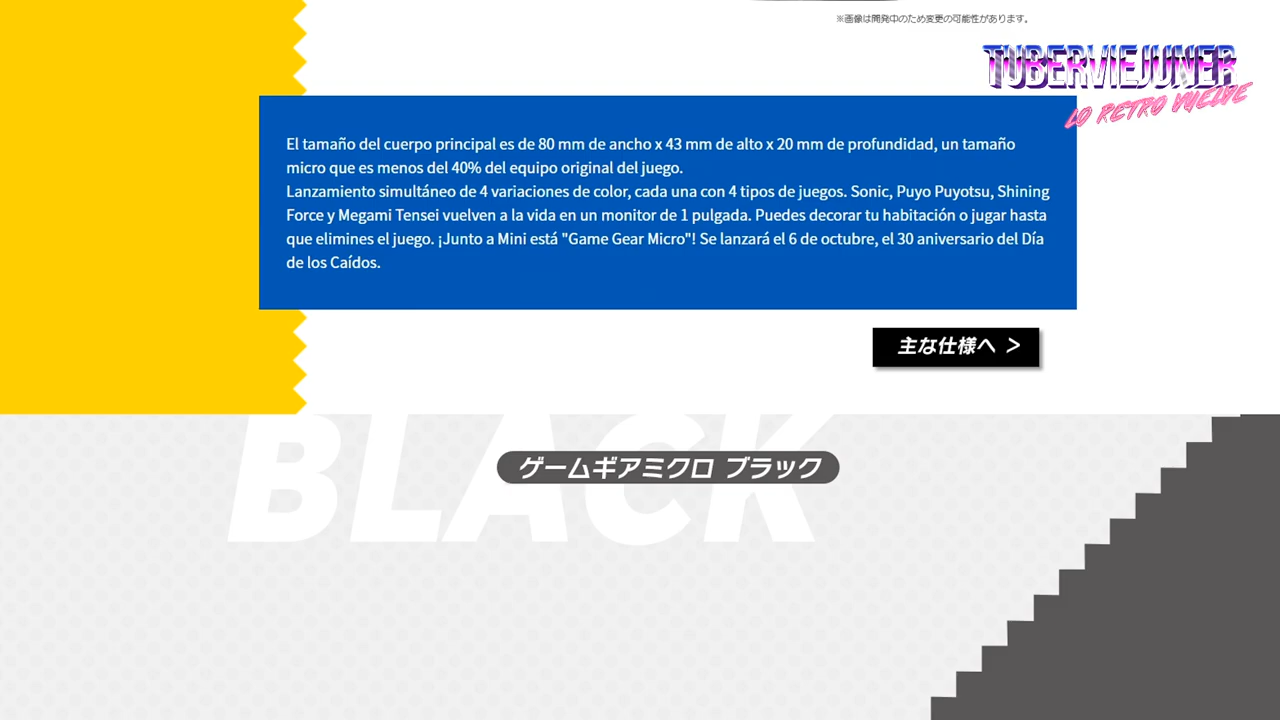 ※画像は開発中のため変更の可能性があります。
TUBERVIEJUNER
LO RETRO VUELVE
El tamaño del cuerpo principal es de 80 mm de ancho x 43 mm de alto x 20 mm de profundidad, un tamaño
micro que es menos del 40% del equipo original del juego.
Lanzamiento simultáneo de 4 variaciones de color, cada una con 4 tipos de juegos. Sonic, Puyo Puyotsu, Shining
Force y Megami Tensei vuelven a la vida en un monitor de 1 pulgada. Puedes decorar tu habitación o jugar hasta
que elimines el juego. ¡Junto a Mini está "Game Gear Micro"! Se lanzará el 6 de octubre, el 30 aniversario del Día
de los Caídos.
主な仕様へ >
BLACK
ゲームギアミクロ ブラック